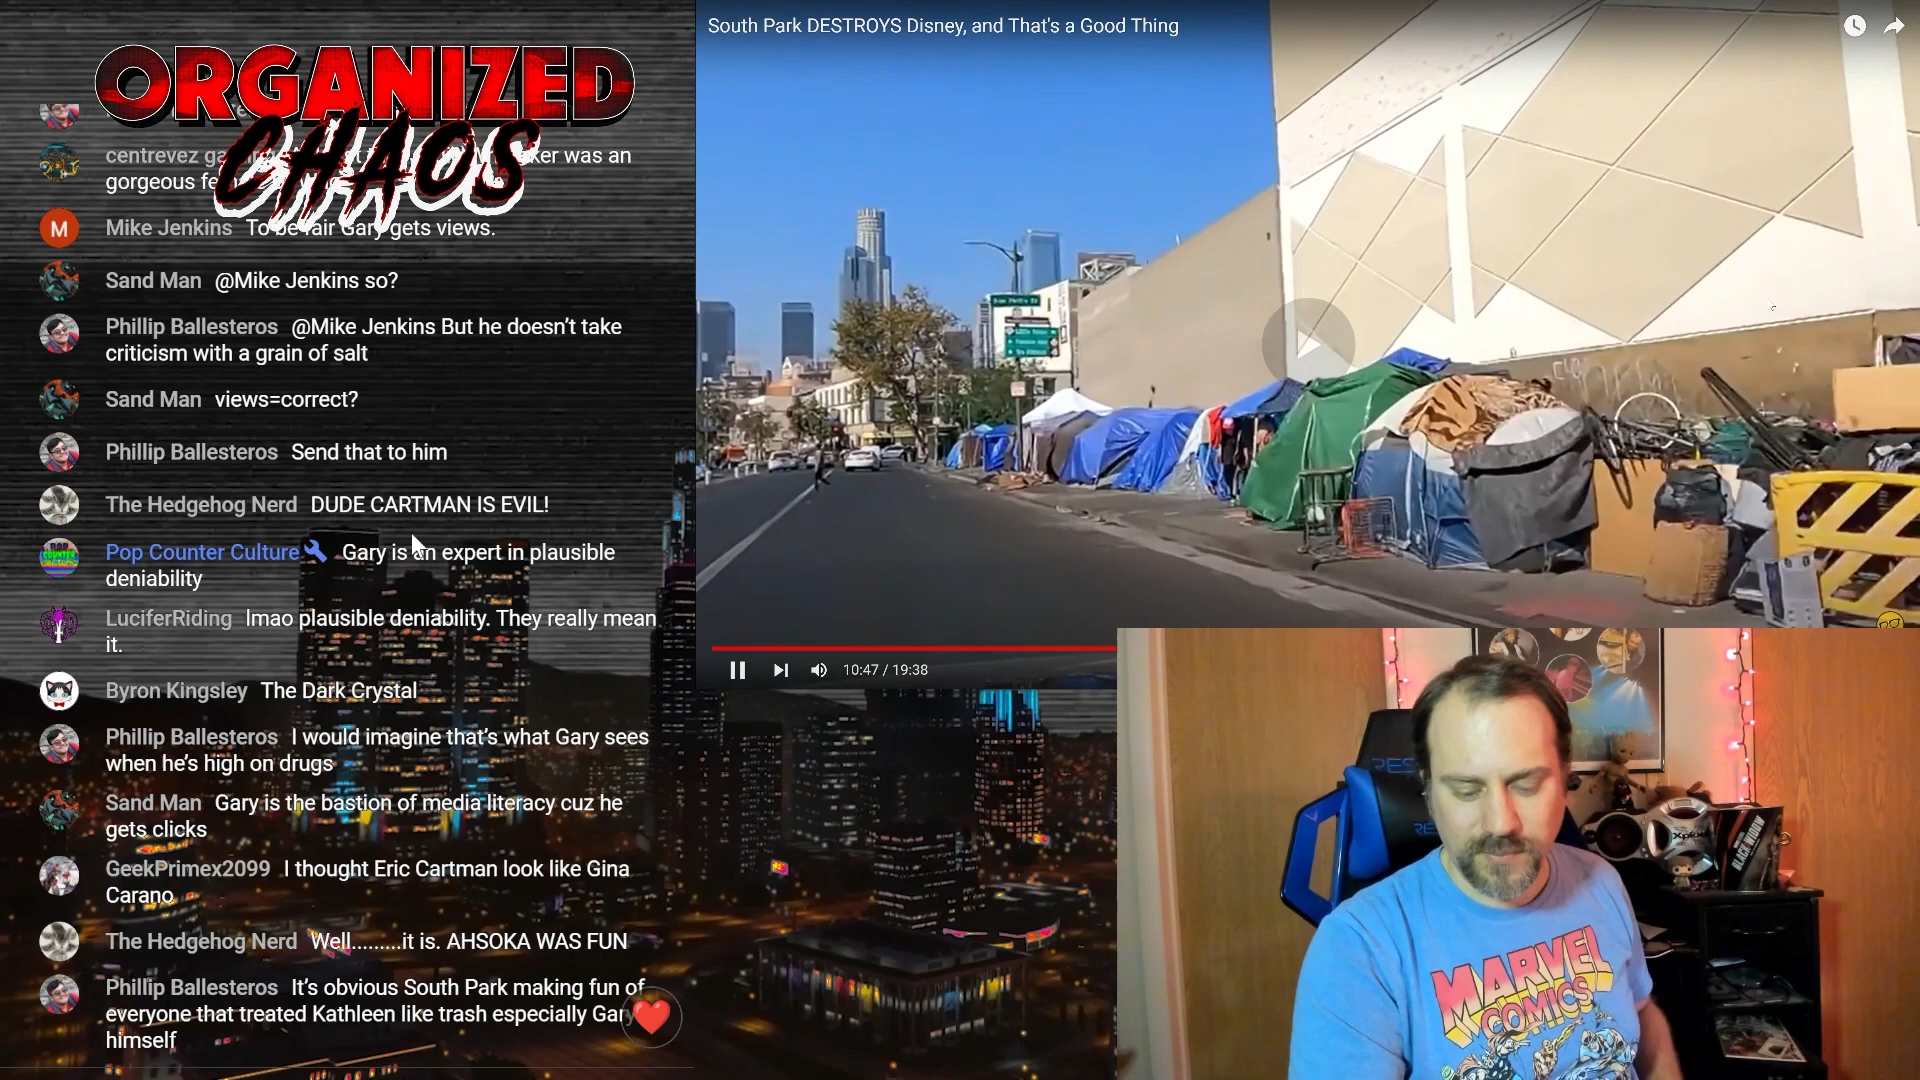 ORGANIZED
CHAOS
centrevez
ker was an
gorgeous
Mike Jenkins To be fair Gary gets views.
Sand Man @Mike Jenkins so?
Phillip Ballesteros @Mike Jenkins But he doesn’t take
criticism with a grain of salt
Sand Man views=correct?
Phillip Ballesteros Send that to him
The Hedgehog Nerd DUDE CARTMAN IS EVIL!
Pop Counter Culture Gary is an expert in plausible
deniability
LuciferRiding lmao plausible deniability. They really mean
it.
Byron Kingsley The Dark Crystal
Phillip Ballesteros I would imagine that’s what Gary sees
when he’s high on drugs
Sand Man Gary is the bastion of media literacy cuz he
gets clicks
GeekPrimex2099 I thought Eric Cartman look like Gina
Carano
The Hedgehog Nerd Well.........it is. AHSOKA WAS FUN
Phillip Ballesteros It’s obvious South Park making fun of
everyone that treated Kathleen like trash especially Gary
himself
South Park DESTROYS Disney, and That's a Good Thing
10:47 / 19:38
MARVEL
COMICS
BLACK WIDOW
Xplod